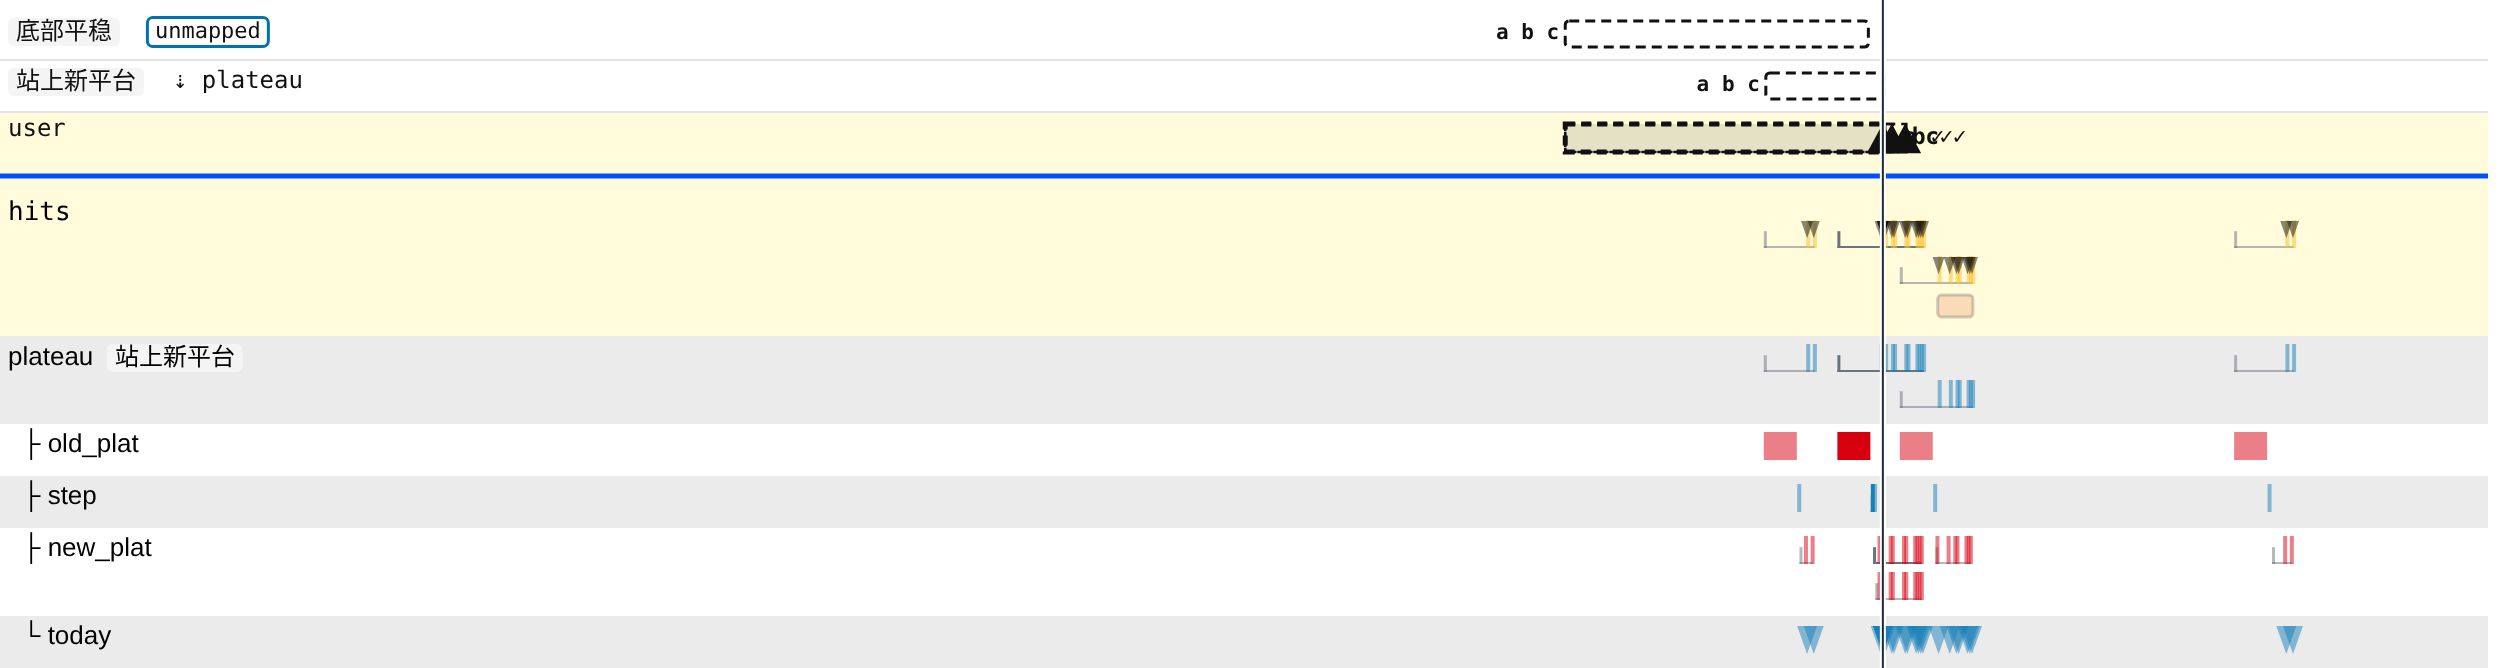 底部平稳 unmapped a b c
站上新平台 ⇣ plateau a b c
user bc✓✓✓
hits
plateau 站上新平台
├ old_plat
├ step
├ new_plat
└ today